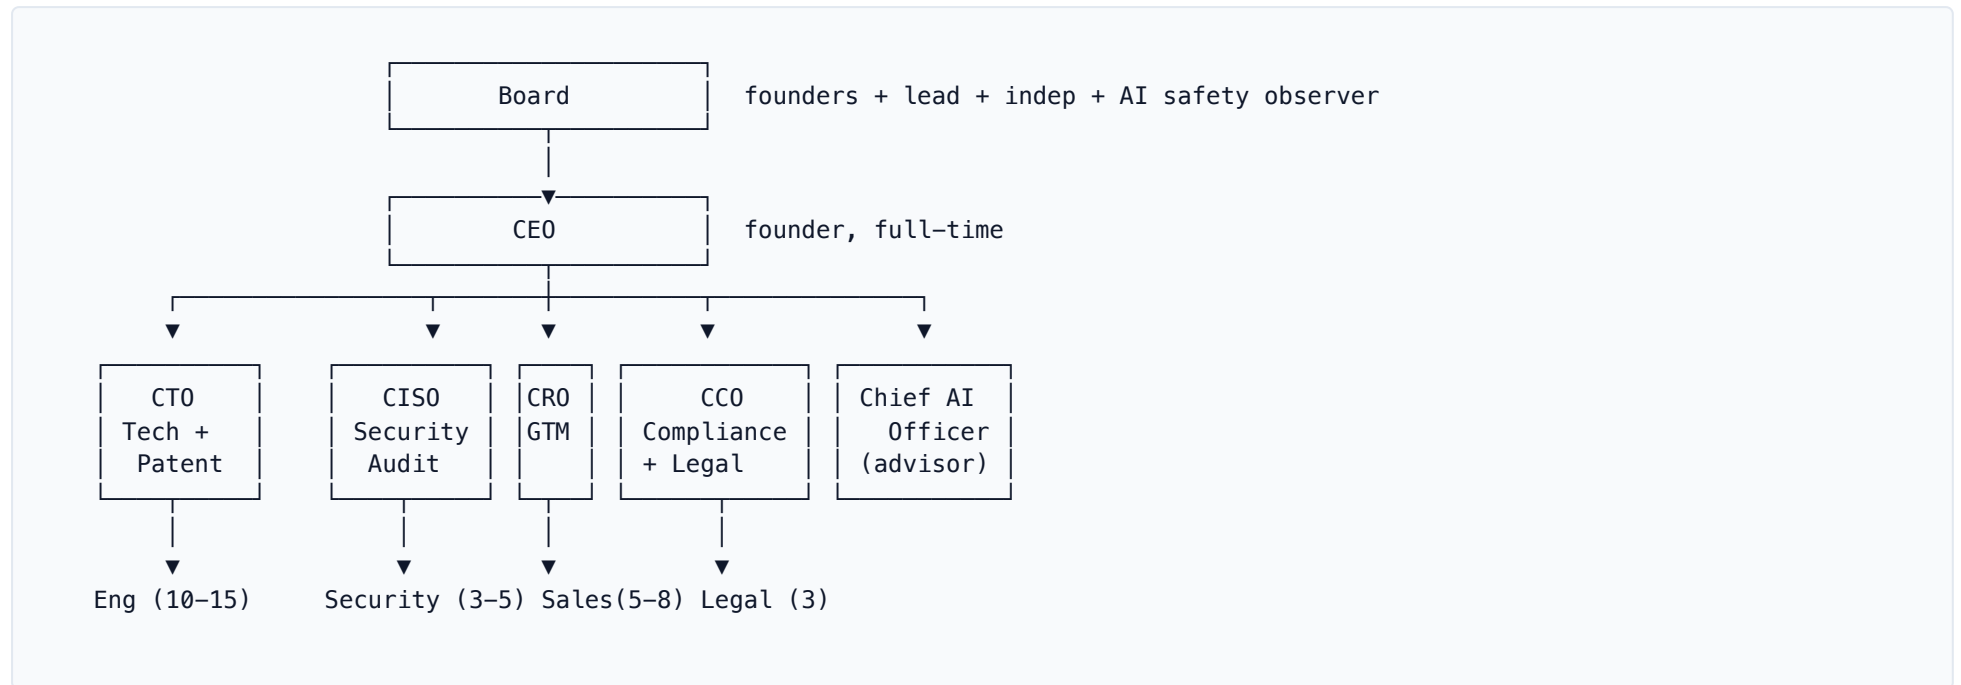 Board founders + lead + indep + AI safety observer
CEO founder, full-time
CTO CISO CRO CCO Chief AI
Tech + Security GTM Compliance Officer
Patent Audit + Legal (advisor)
Eng (10-15) Security (3-5) Sales(5-8) Legal (3)